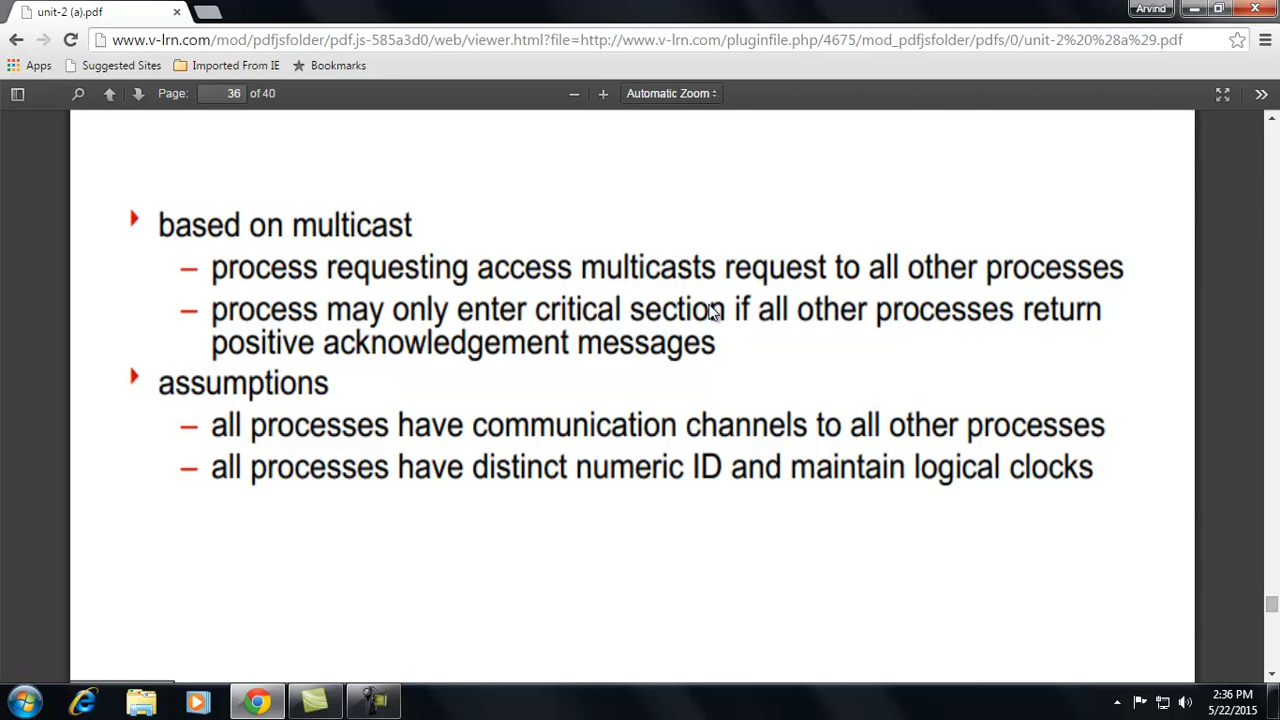 unit-2 (a).pdf
Arvind
www.v-lrn.com/mod/pdfjsfolder/pdf.js-585a3d0/web/viewer.html?file=http://www.v-lrn.com/pluginfile.php/4675/mod_pdfjsfolder/pdfs/0/unit-2%20%28a%29.pdf
Apps Suggested Sites Imported From IE Bookmarks
Page: 36 of 40 Automatic Zoom
based on multicast
– process requesting access multicasts request to all other processes
– process may only enter critical section if all other processes return
positive acknowledgement messages
assumptions
– all processes have communication channels to all other processes
– all processes have distinct numeric ID and maintain logical clocks
2:36 PM
5/22/2015